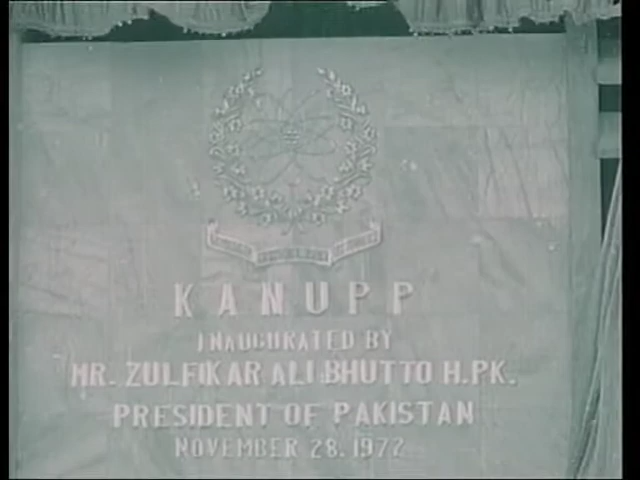 KANUPP
INAUGURATED BY
MR. ZULFIKAR ALI BHUTTO H.PK.
PRESIDENT OF PAKISTAN
NOVEMBER 28, 1972